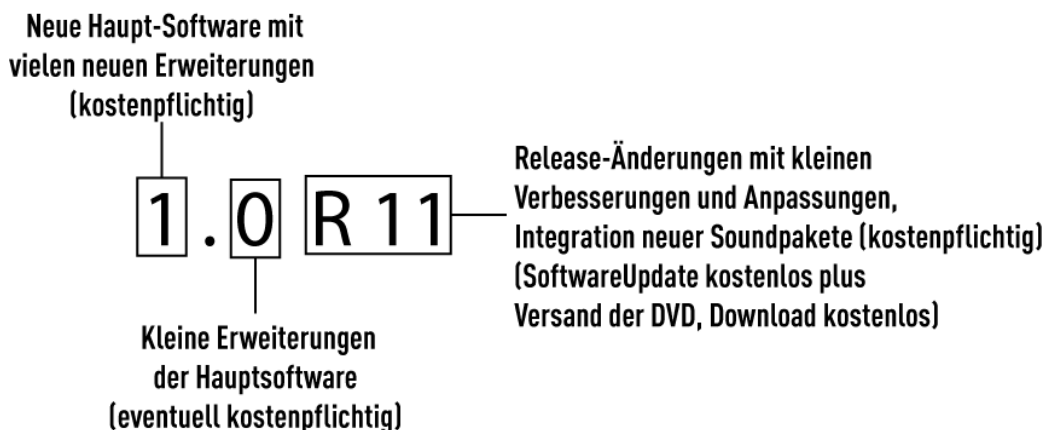 Neue Haupt-Software mit
vielen neuen Erweiterungen
(kostenpflichtig)
1.0 R 11
Release-Änderungen mit kleinen
Verbesserungen und Anpassungen,
Integration neuer Soundpakete (kostenpflichtig)
(SoftwareUpdate kostenlos plus
Versand der DVD, Download kostenlos)
Kleine Erweiterungen
der Hauptsoftware
(eventuell kostenpflichtig)